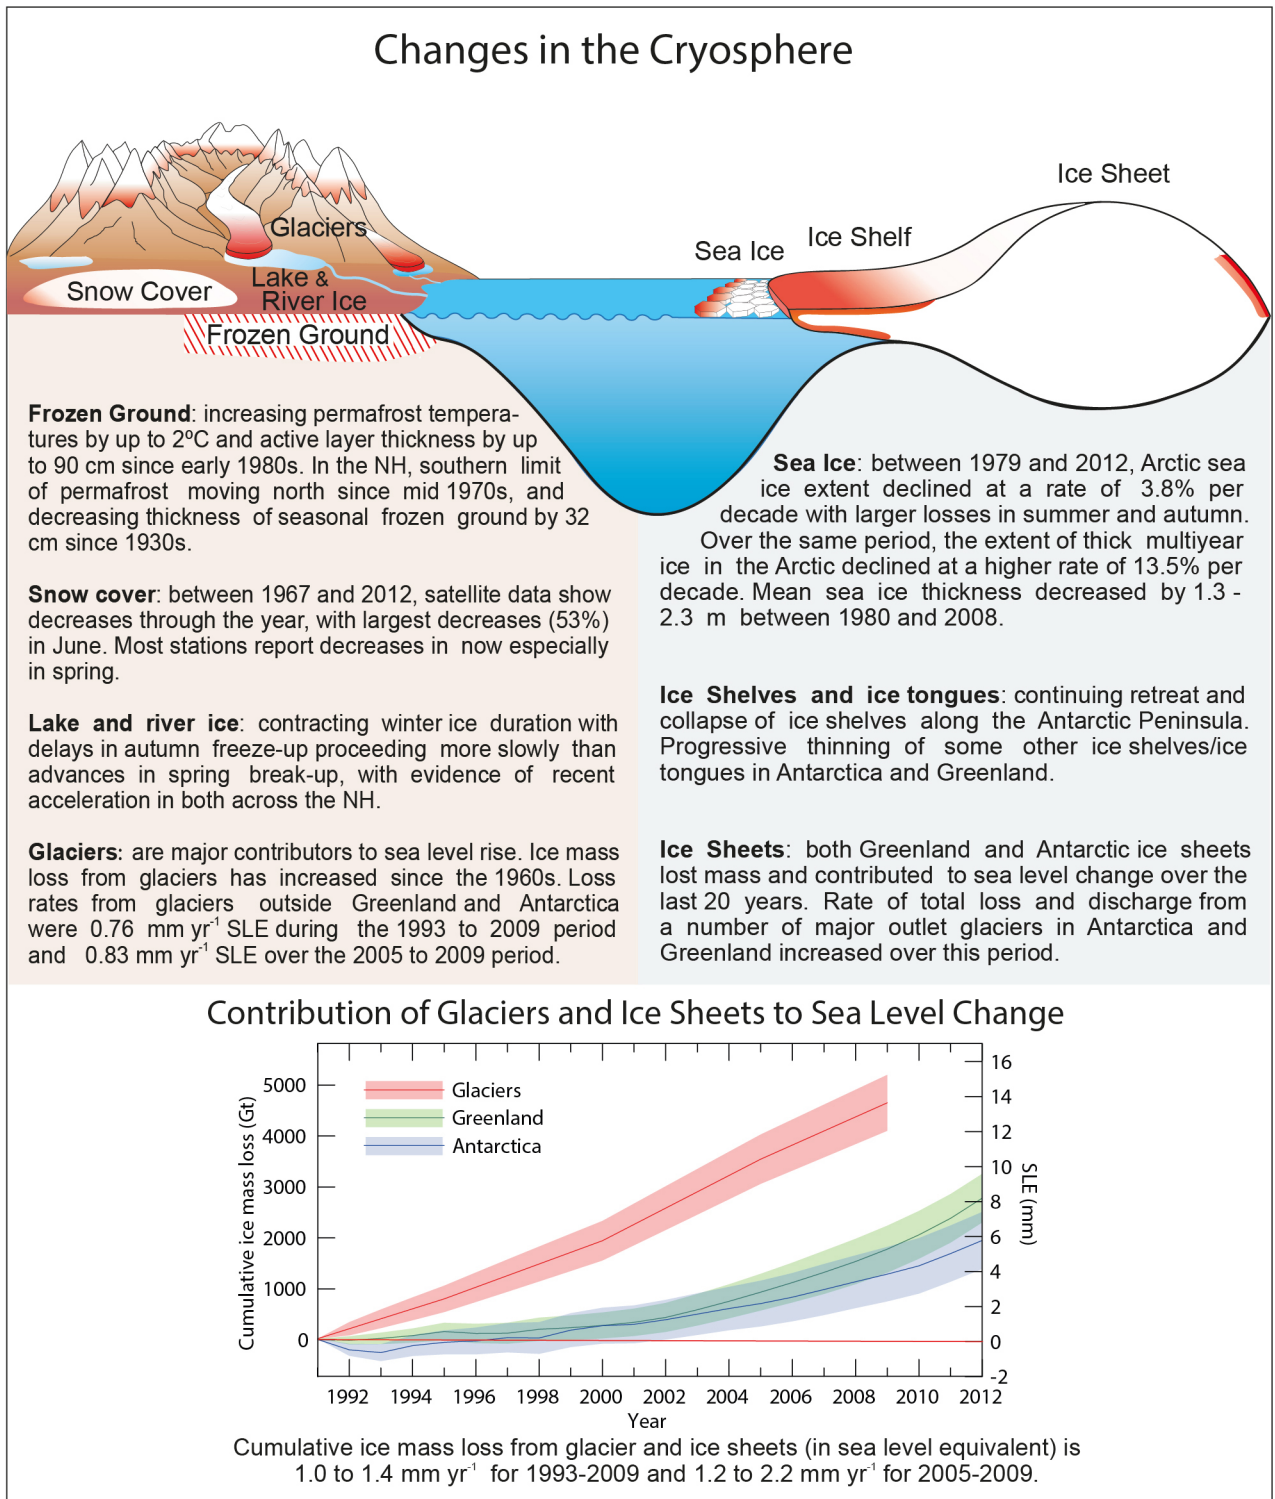 Changes in the Cryosphere
Ice Sheet
Glaciers
Ice Shelf
Sea Ice
Lake &
River Ice
Snow Cover
Frozen Ground
Frozen Ground: increasing permafrost tempera-
tures by up to 2ºC and active layer thickness by up
to 90 cm since early 1980s. In the NH, southern limit
of permafrost moving north since mid 1970s, and
decreasing thickness of seasonal frozen ground by 32
cm since 1930s.
Snow cover: between 1967 and 2012, satellite data show
decreases through the year, with largest decreases (53%)
in June. Most stations report decreases in now especially
in spring.
Lake and river ice: contracting winter ice duration with
delays in autumn freeze-up proceeding more slowly than
advances in spring break-up, with evidence of recent
acceleration in both across the NH.
Glaciers: are major contributors to sea level rise. Ice mass
loss from glaciers has increased since the 1960s. Loss
rates from glaciers outside Greenland and Antarctica
were 0.76 mm yr⁻¹ SLE during the 1993 to 2009 period
and 0.83 mm yr⁻¹ SLE over the 2005 to 2009 period.
Sea Ice: between 1979 and 2012, Arctic sea
ice extent declined at a rate of 3.8% per
decade with larger losses in summer and autumn.
Over the same period, the extent of thick multiyear
ice in the Arctic declined at a higher rate of 13.5% per
decade. Mean sea ice thickness decreased by 1.3 -
2.3 m between 1980 and 2008.
Ice Shelves and ice tongues: continuing retreat and
collapse of ice shelves along the Antarctic Peninsula.
Progressive thinning of some other ice shelves/ice
tongues in Antarctica and Greenland.
Ice Sheets: both Greenland and Antarctic ice sheets
lost mass and contributed to sea level change over the
last 20 years. Rate of total loss and discharge from
a number of major outlet glaciers in Antarctica and
Greenland increased over this period.
Contribution of Glaciers and Ice Sheets to Sea Level Change
Cumulative ice mass loss (Gt)
5000
4000
3000
2000
1000
0
Glaciers
Greenland
Antarctica
16
14
12
10
8
6
4
2
0
-2
SLE (mm)
1992 1994 1996 1998 2000 2002 2004 2006 2008 2010 2012
Year
Cumulative ice mass loss from glacier and ice sheets (in sea level equivalent) is
1.0 to 1.4 mm yr⁻¹ for 1993-2009 and 1.2 to 2.2 mm yr⁻¹ for 2005-2009.